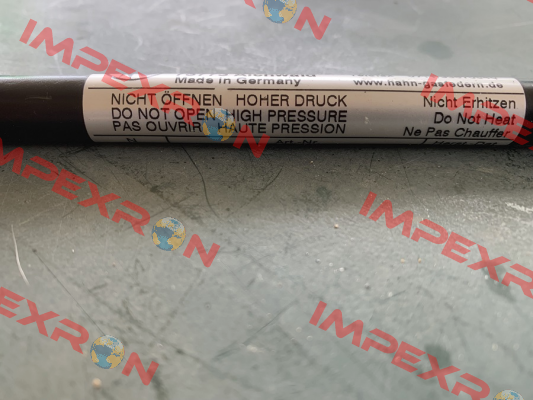 Made in Germany
www.hahn-gasfedern.de
NICHT ÖFFNEN HOHER DRUCK Nicht Erhitzen
DO NOT OPEN HIGH PRESSURE Do Not Heat
PAS OUVRIR HAUTE PRESSION Ne Pas Chauffer
IMPEXRON
IMPEXRON
IMPEXRON
IMPEXRON
IMPEXRON
IMPEXRON